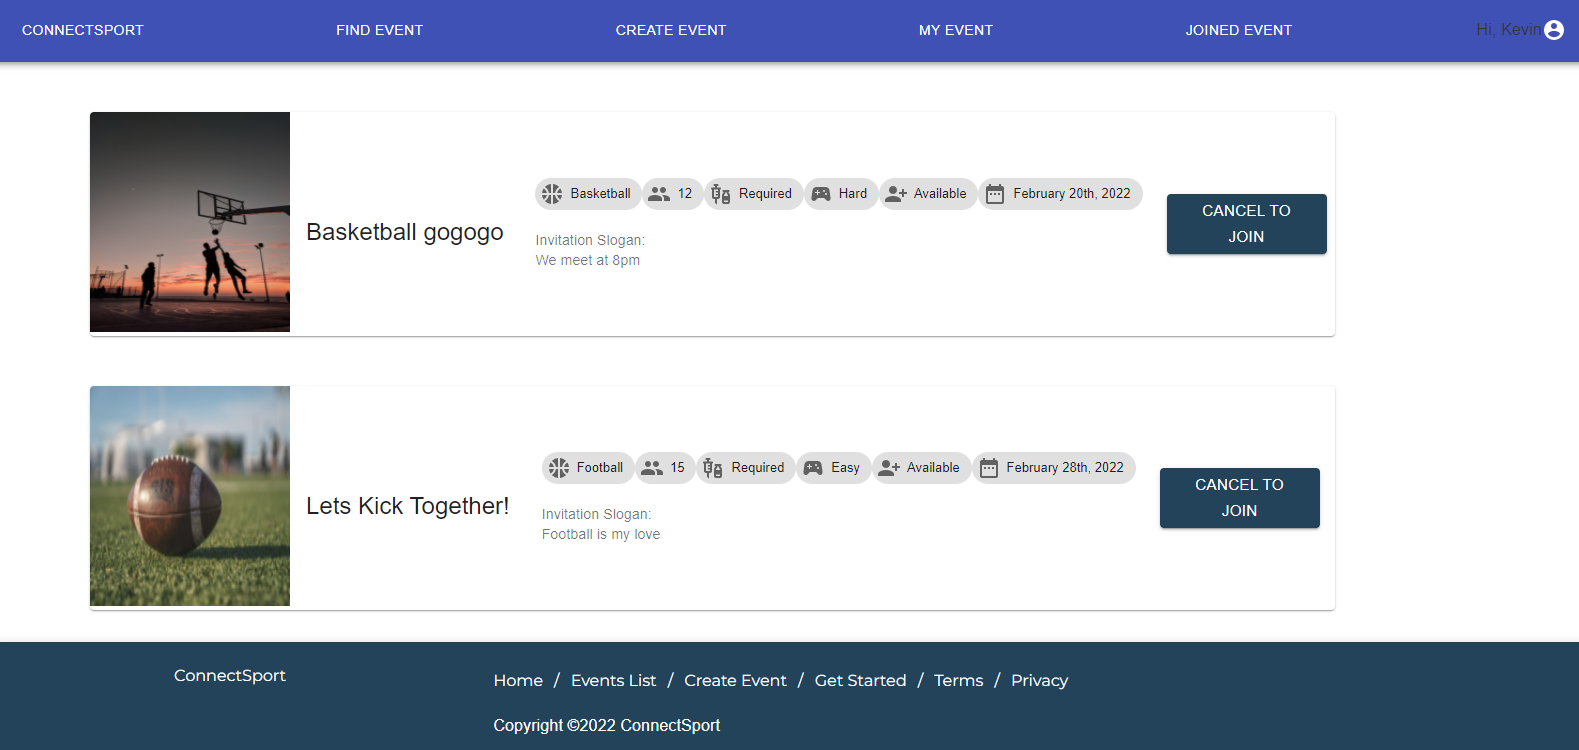 CONNECTSPORT FIND EVENT CREATE EVENT MY EVENT JOINED EVENT Hi, Kevin
Basketball gogogo
Basketball 12 Required Hard Available February 20th, 2022
Invitation Slogan:
We meet at 8pm
CANCEL TO
JOIN
Lets Kick Together!
Football 15 Required Easy Available February 28th, 2022
Invitation Slogan:
Football is my love
CANCEL TO
JOIN
ConnectSport
Home / Events List / Create Event / Get Started / Terms / Privacy
Copyright ©2022 ConnectSport